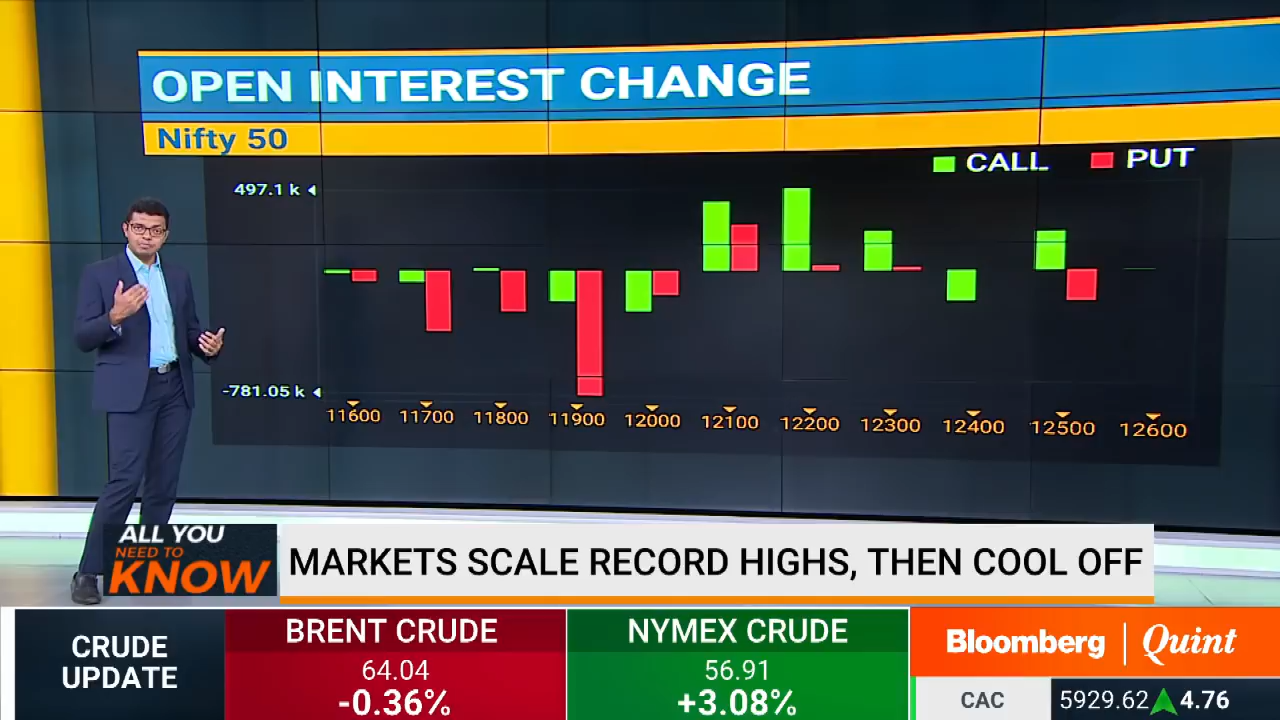 OPEN INTEREST CHANGE
Nifty 50
CALL PUT
497.1 k
-781.05 k
11600 11700 11800 11900 12000 12100 12200 12300 12400 12500 12600
ALL YOU
NEED TO
KNOW
MARKETS SCALE RECORD HIGHS, THEN COOL OFF
CRUDE
UPDATE
BRENT CRUDE
64.04
-0.36%
NYMEX CRUDE
56.91
+3.08%
Bloomberg | Quint
CAC 5929.62 4.76